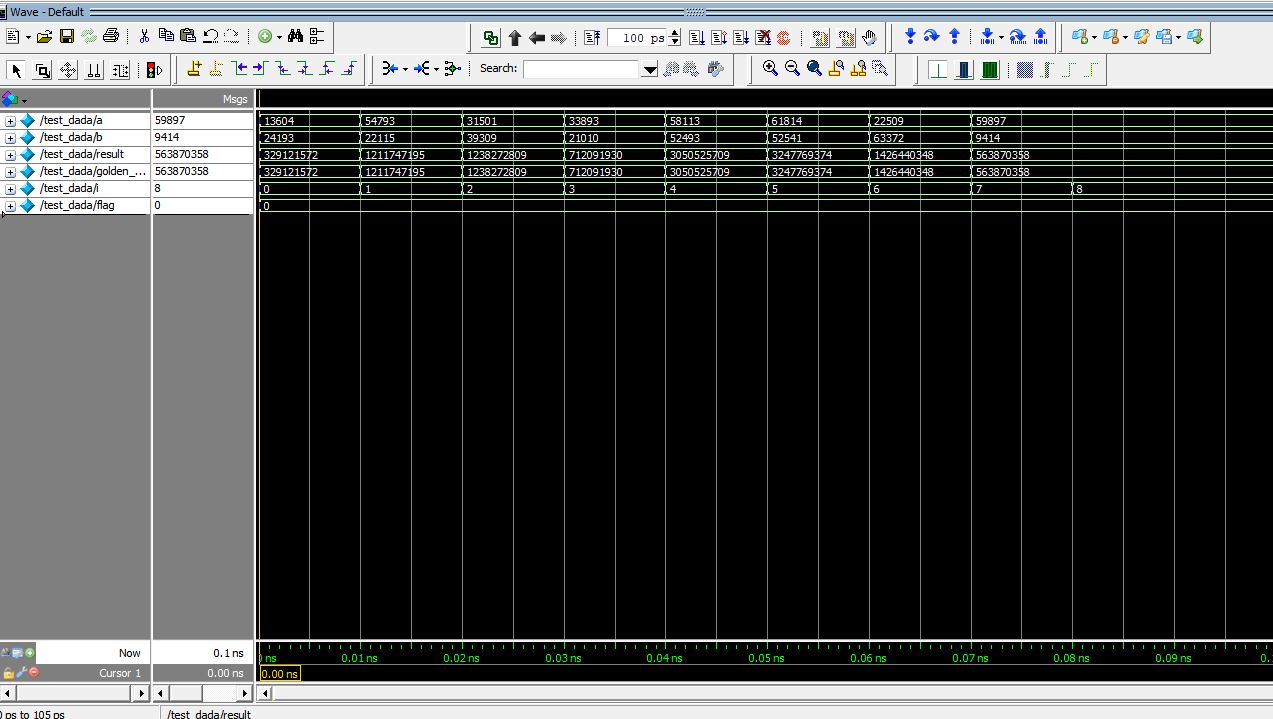 Wave - Default
100 ps
Search:
Msgs
/test_dada/a 59897 13604 54793 31501 33893 58113 61814 22509 59897
/test_dada/b 9414 24193 22115 39309 21010 52493 52541 63372 9414
/test_dada/result 563870358 329121572 1211747195 1238272809 712091930 3050525709 3247769374 1426440348 563870358
/test_dada/golden_... 563870358 329121572 1211747195 1238272809 712091930 3050525709 3247769374 1426440348 563870358
/test_dada/i 8 0 1 2 3 4 5 6 7 8
/test_dada/flag 0 0
Now 0.1 ns ns 0.01 ns 0.02 ns 0.03 ns 0.04 ns 0.05 ns 0.06 ns 0.07 ns 0.08 ns 0.09 ns 0.
Cursor 1 0.00 ns 0.00 ns
0 ps to 105 ps /test_dada/result